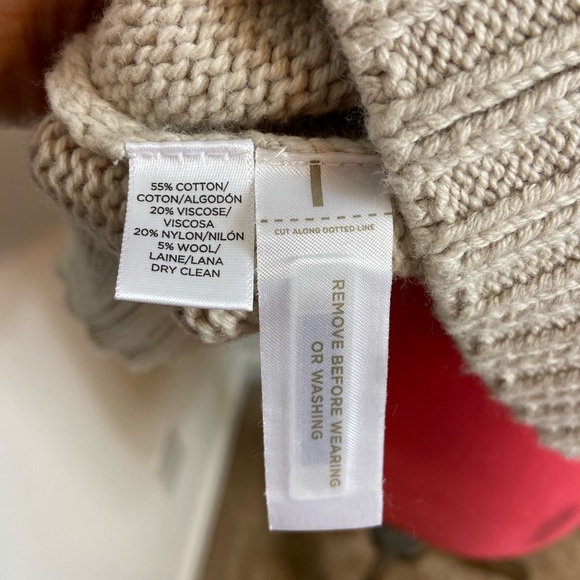 55% COTTON/
COTON/ALGODÓN
20% VISCOSE/
VISCOSA
20% NYLON/NILÓN
5% WOOL/
LAINE/LANA
DRY CLEAN
CUT ALONG DOTTED LINE
REMOVE BEFORE WEARING
OR WASHING